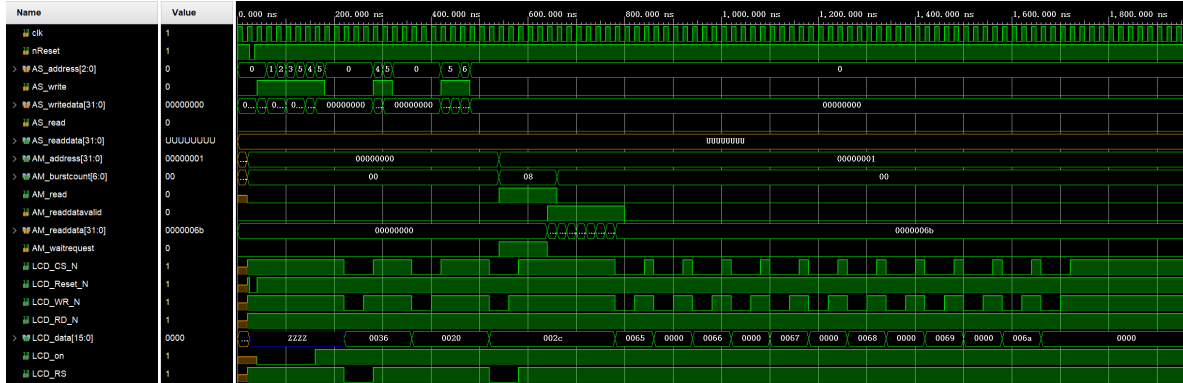 Name Value 0.000 ns 200.000 ns 400.000 ns 600.000 ns 800.000 ns 1,000.000 ns 1,200.000 ns 1,400.000 ns 1,600.000 ns 1,800.000 ns
clk 1
nReset 1
AS_address[2:0] 0 0 1 2 3 5 4 5 0 4 5 0 5 6 0
AS_write 0
AS_writedata[31:0] 00000000 0... ... 0... 0... ... 00000000 ... 00000000 ... ... ... 00000000
AS_read 0
AS_readdata[31:0] UUUUUUUU UUUUUUUU
AM_address[31:0] 00000001 ... 00000000 00000001
AM_burstcount[6:0] 00 ... 00 08 00
AM_read 0
AM_readdatavalid 0
AM_readdata[31:0] 0000006b 00000000 ... ... ... ... ... ... ... 0000006b
AM_waitrequest 0
LCD_CS_N 1
LCD_Reset_N 1
LCD_WR_N 1
LCD_RD_N 1
LCD_data[15:0] 0000 ... ZZZZ 0036 0020 002c 0065 0000 0066 0000 0067 0000 0068 0000 0069 0000 006a 0000
LCD_on 1
LCD_RS 1